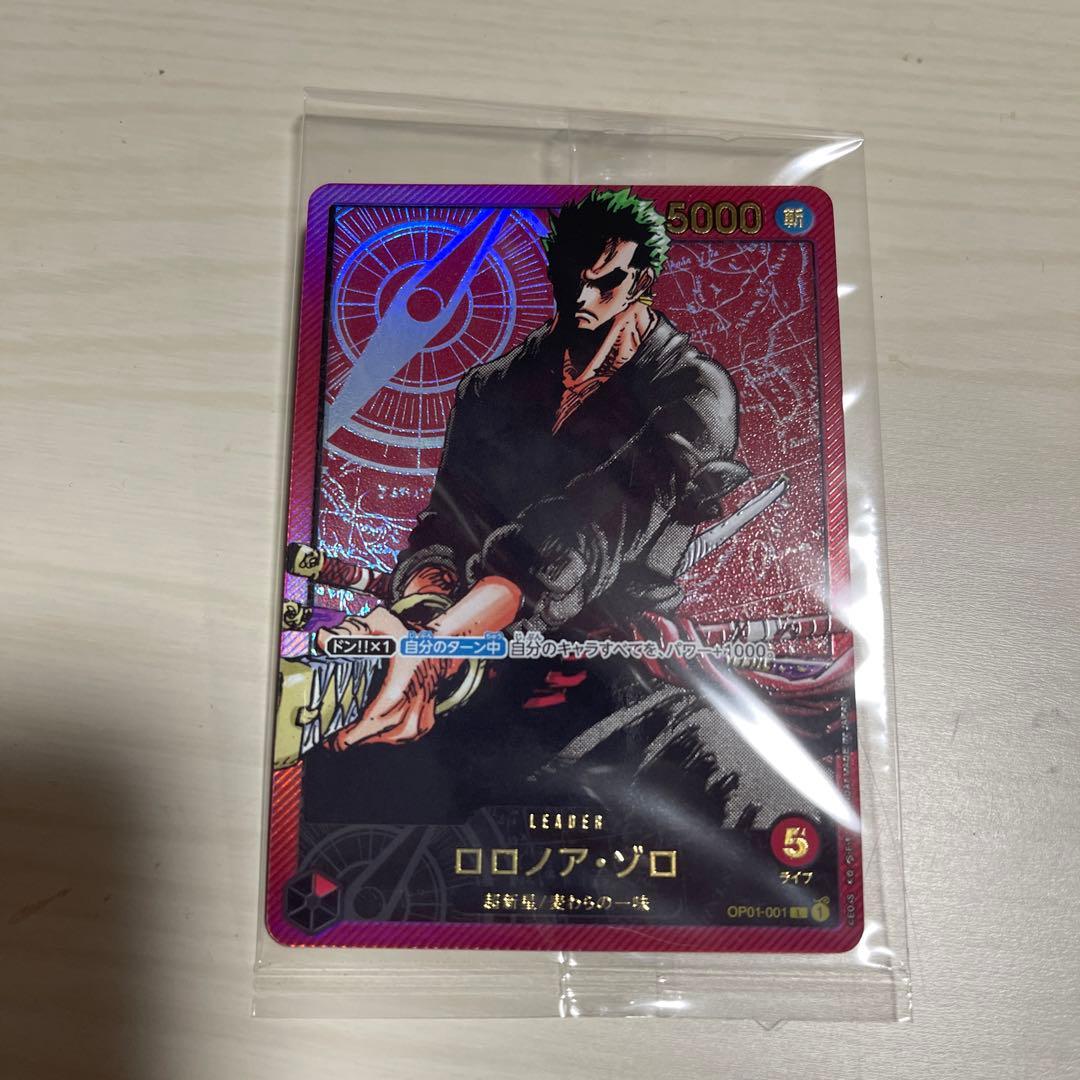 5000 斬
ドン!!×1 自分のターン中 自分のキャラすべてを、パワー+1000。
LEADER
ロロノア・ゾロ
5
ライフ
超新星/麦わらの一味
OP01-001 L 1